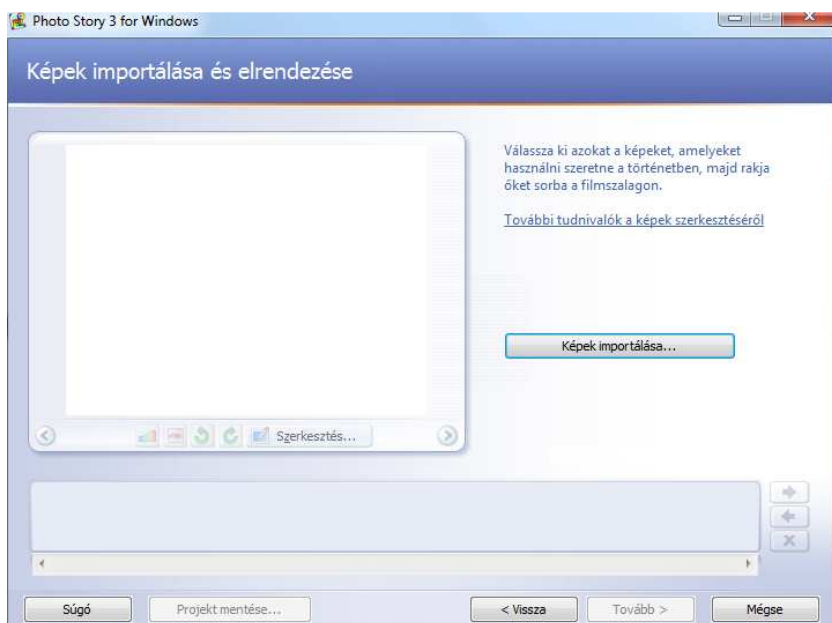 Photo Story 3 for Windows
Képek importálása és elrendezése
Válassza ki azokat a képeket, amelyeket
használni szeretne a történetben, majd rakja
őket sorba a filmszalagon.
További tudnivalók a képek szerkesztéséről
Képek importálása...
Szerkesztés...
Súgó
Projekt mentése...
< Vissza
Tovább >
Mégse